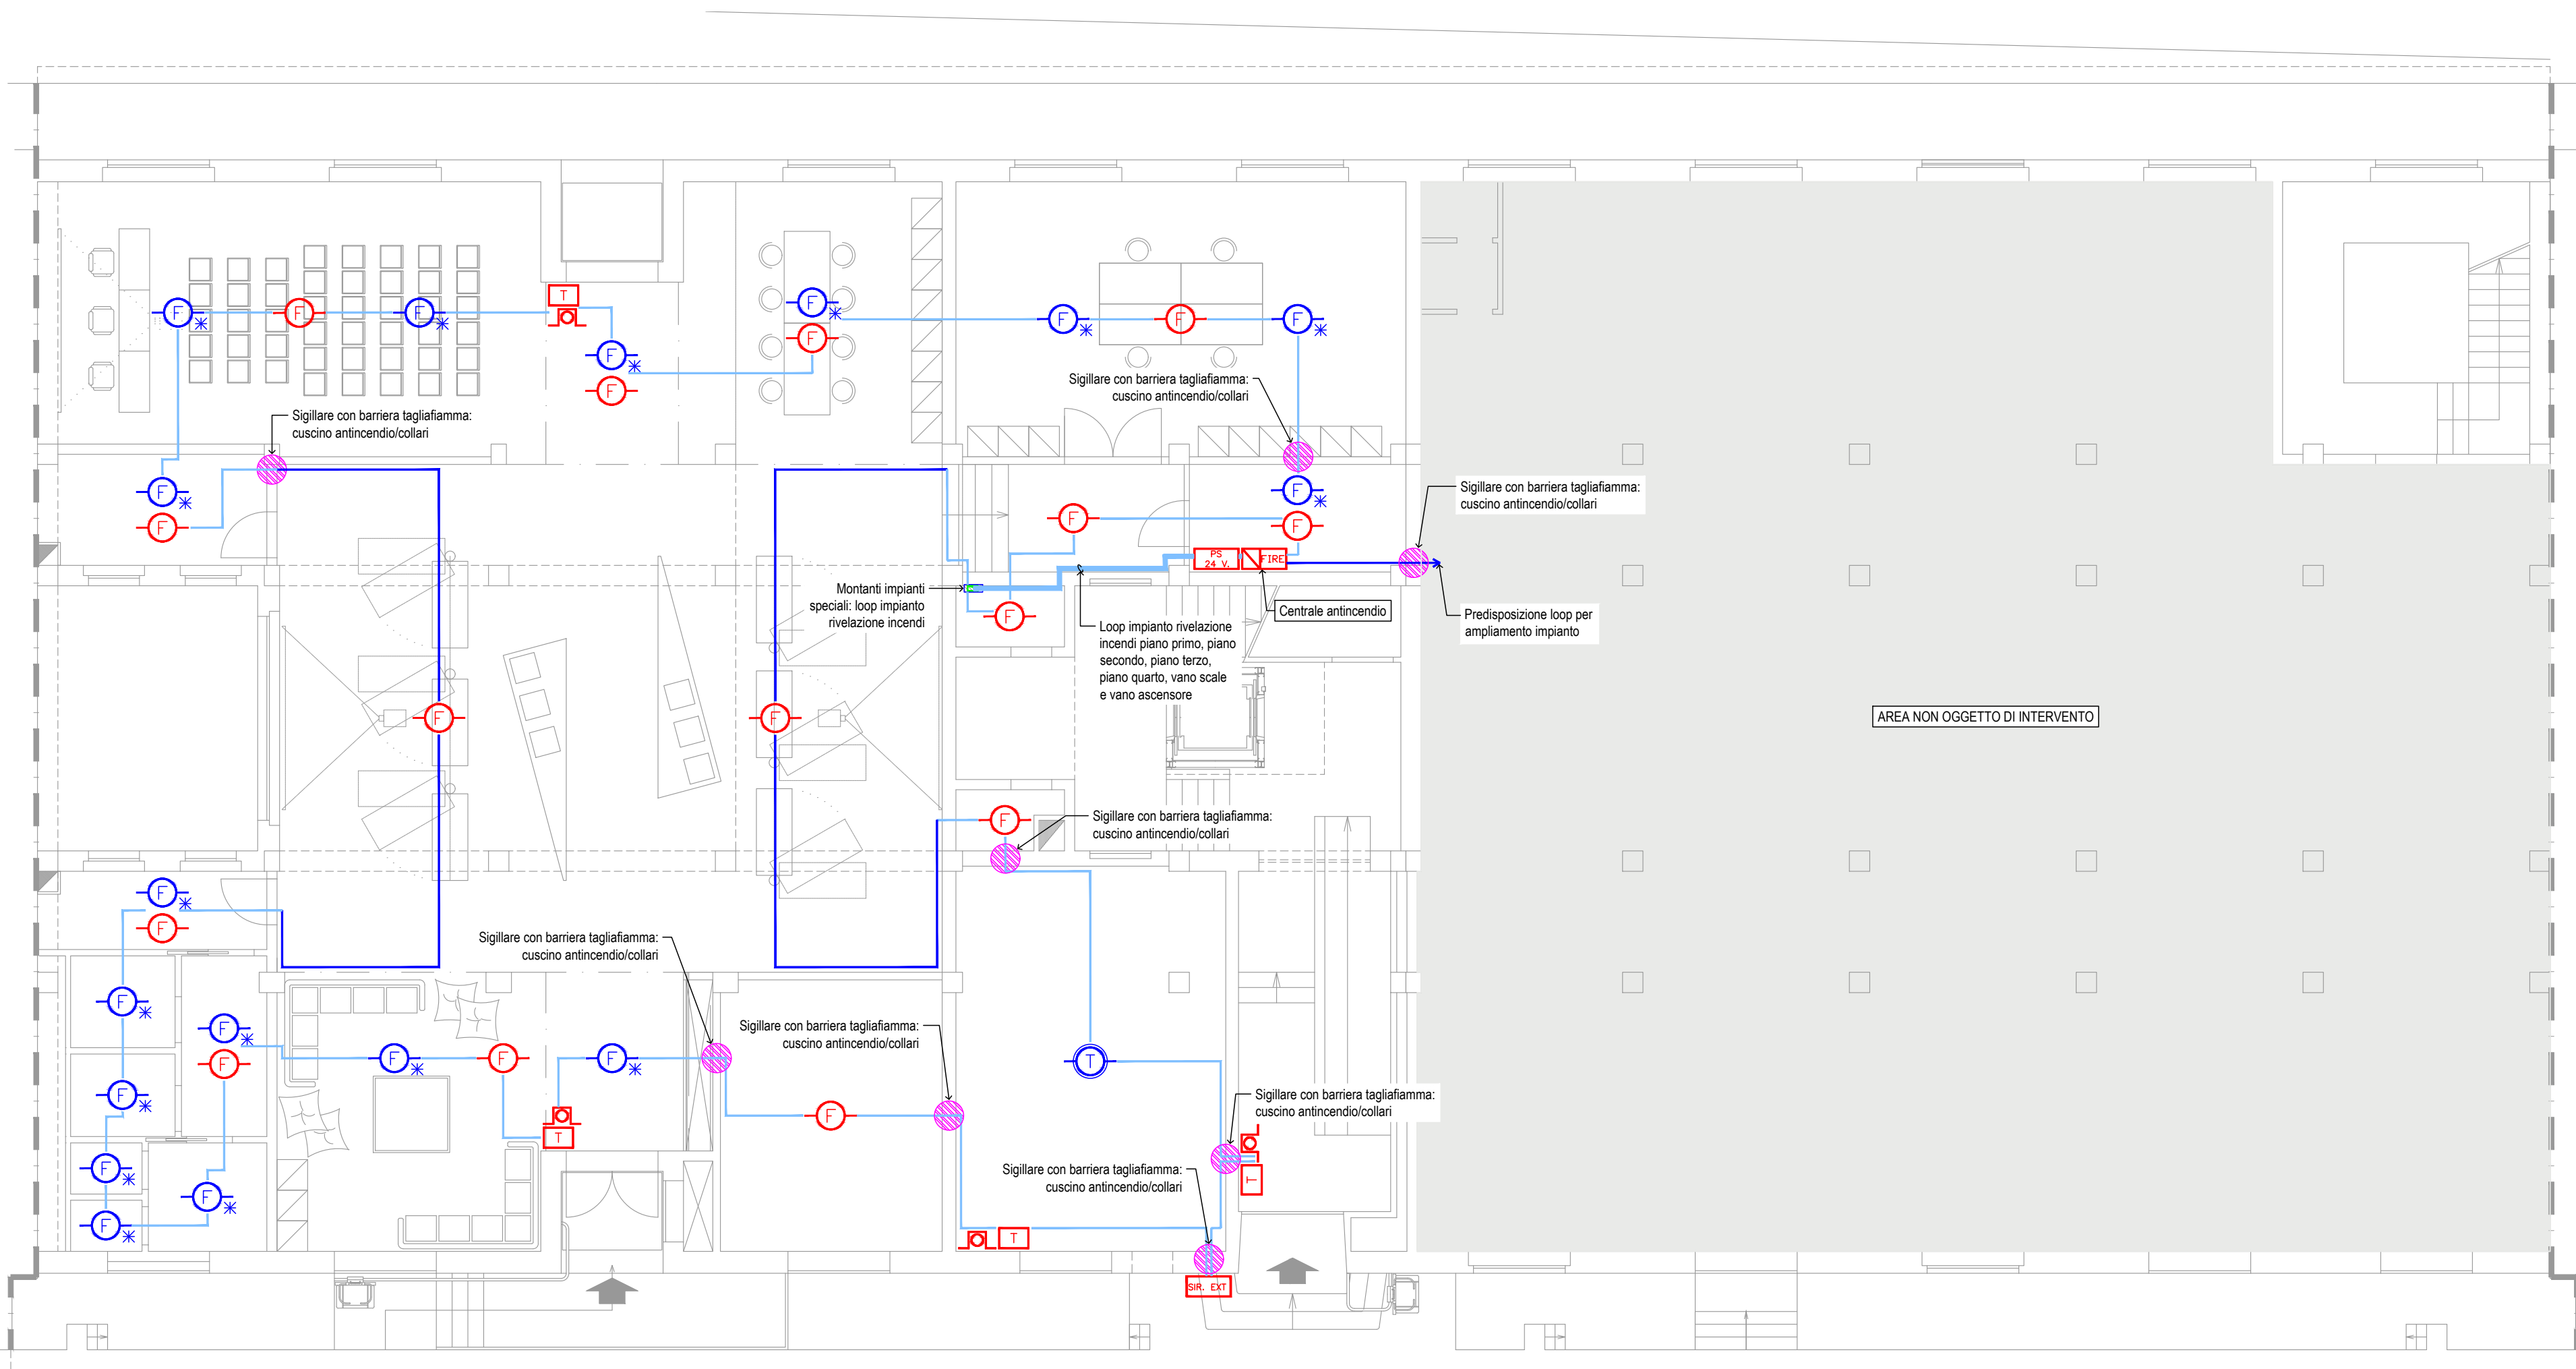 F
F
F
T
F
F
F
F
F
F
F
Sigillare con barriera tagliafiamma:
cuscino antincendio/collari
Sigillare con barriera tagliafiamma:
cuscino antincendio/collari
F
F
F
F
F
F
Sigillare con barriera tagliafiamma:
cuscino antincendio/collari
PS
24 V.
FIRE
Montanti impianti
speciali: loop impianto
rivelazione incendi
F
Centrale antincendio
Predisposizione loop per
ampliamento impianto
Loop impianto rivelazione
incendi piano primo, piano
secondo, piano terzo,
piano quarto, vano scale
e vano ascensore
F
F
AREA NON OGGETTO DI INTERVENTO
F
Sigillare con barriera tagliafiamma:
cuscino antincendio/collari
F
F
Sigillare con barriera tagliafiamma:
cuscino antincendio/collari
F
F
F
Sigillare con barriera tagliafiamma:
cuscino antincendio/collari
F
F
F
T
F
F
T
Sigillare con barriera tagliafiamma:
cuscino antincendio/collari
F
F
F
F
Sigillare con barriera tagliafiamma:
cuscino antincendio/collari
T
T
SIR. EXT